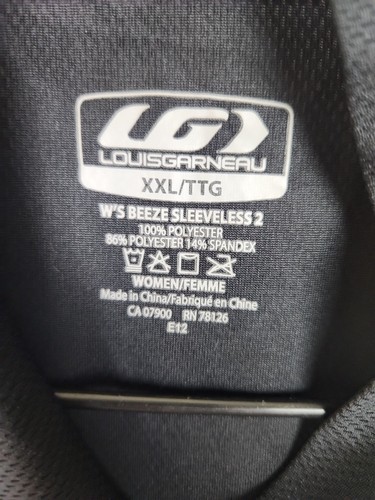 LG
LOUISGARNEAU
XXL/TTG
W'S BEEZE SLEEVELESS 2
100% POLYESTER
86% POLYESTER 14% SPANDEX
WOMEN/FEMME
Made in China/Fabriqué en Chine
CA 07900 RN 78126
E12